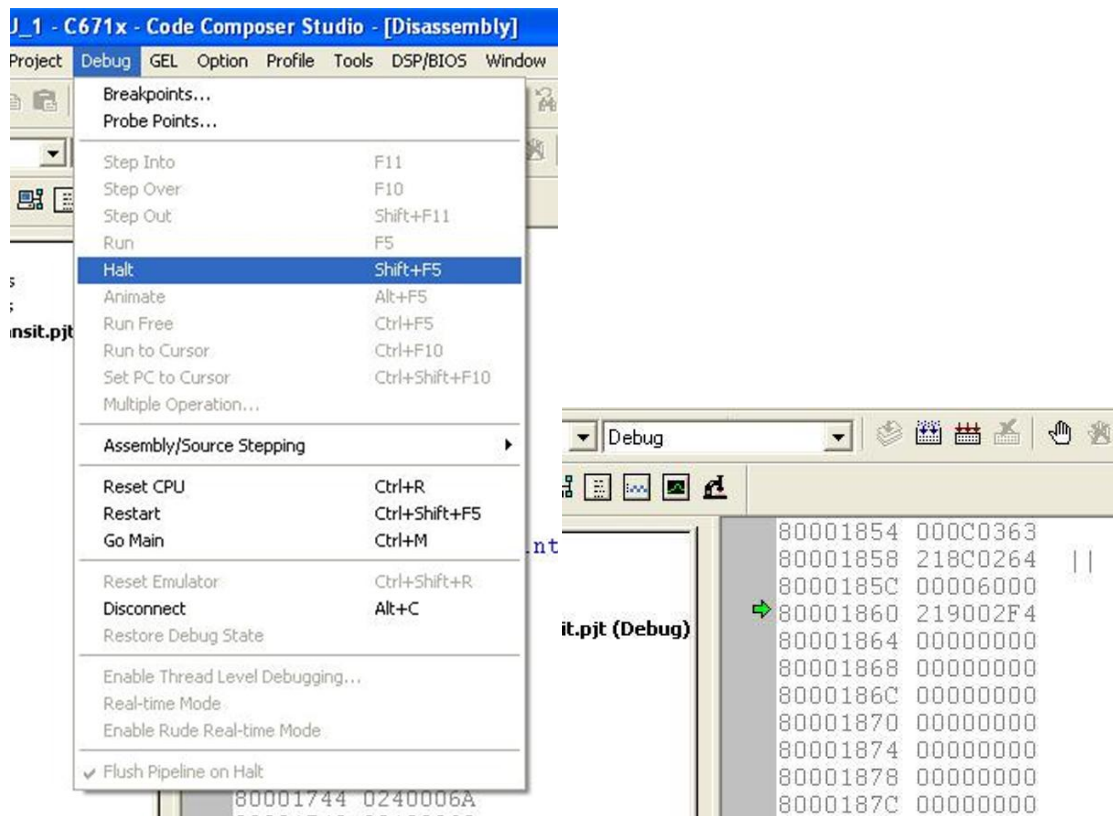 J_1 - C671x - Code Composer Studio - [Disassembly]
Project Debug GEL Option Profile Tools DSP/BIOS Window
Breakpoints...
Probe Points...
Step Into F11
Step Over F10
Step Out Shift+F11
Run F5
Halt Shift+F5
Animate Alt+F5
Run Free Ctrl+F5
nsit.pjt
Run to Cursor Ctrl+F10
Set PC to Cursor Ctrl+Shift+F10
Multiple Operation...
Assembly/Source Stepping
Reset CPU Ctrl+R
Restart Ctrl+Shift+F5
Go Main Ctrl+M
int
Reset Emulator Ctrl+Shift+R
Disconnect Alt+C
Restore Debug State
Enable Thread Level Debugging...
Real-time Mode
Enable Rude Real-time Mode
Flush Pipeline on Halt
80001744 0240006A
Debug
it.pjt (Debug)
80001854 000C0363
80001858 218C0264 ||
8000185C 00006000
80001860 219002F4
80001864 00000000
80001868 00000000
8000186C 00000000
80001870 00000000
80001874 00000000
80001878 00000000
8000187C 00000000